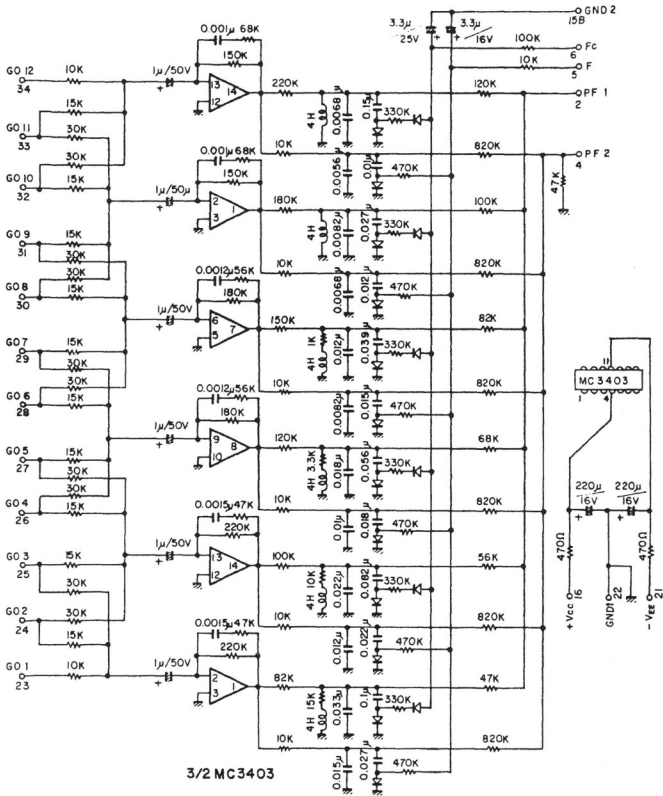 GND 2
15B
3.3μ 25V
3.3μ 16V
+ +
100K
Fc
6
10K
F
5
0.001μ 68K
150K
GO 12
34
10K
1μ/50V
+
13
12
14
220K
120K
PF 1
2
4H
0.0068μ
0.15μ
330K
15K
GO 11
33
30K
30K
GO 10
32
15K
10K
820K
PF 2
4
0.0056μ
0.01μ
470K
47K
0.001μ 68K
150K
1μ/50μ
+
2
3
1
180K
100K
4H
0.0082μ
0.027μ
330K
GO 9
31
15K
30K
30K
GO 8
30
15K
10K
820K
0.0068μ
0.012μ
470K
0.0012μ 56K
180K
1μ/50V
+
6
5
7
150K
82K
4H 1K
0.012μ
0.039μ
330K
GO 7
29
15K
30K
30K
GO 6
28
15K
10K
820K
0.0082μ
0.015μ
470K
11
MC 3403
1
4
0.0012μ 56K
180K
1μ/50V
+
9
10
8
120K
68K
4H 3.3K
0.018μ
0.056μ
330K
GO 5
27
15K
30K
30K
GO 4
26
15K
10K
820K
0.01μ
0.018μ
470K
220μ 16V
220μ 16V
+ +
470Ω
470Ω
0.0015μ 47K
220K
1μ/50V
+
13
12
14
100K
56K
4H 10K
0.022μ
0.082μ
330K
GO 3
25
15K
30K
30K
GO 2
24
15K
10K
820K
0.012μ
0.022μ
470K
+Vcc 16
GND1 22
-VEE 21
0.0015μ 47K
220K
GO 1
23
10K
1μ/50V
+
2
3
1
82K
47K
4H 15K
0.033μ
0.1μ
330K
10K
820K
0.015μ
0.027μ
470K
3/2 MC3403